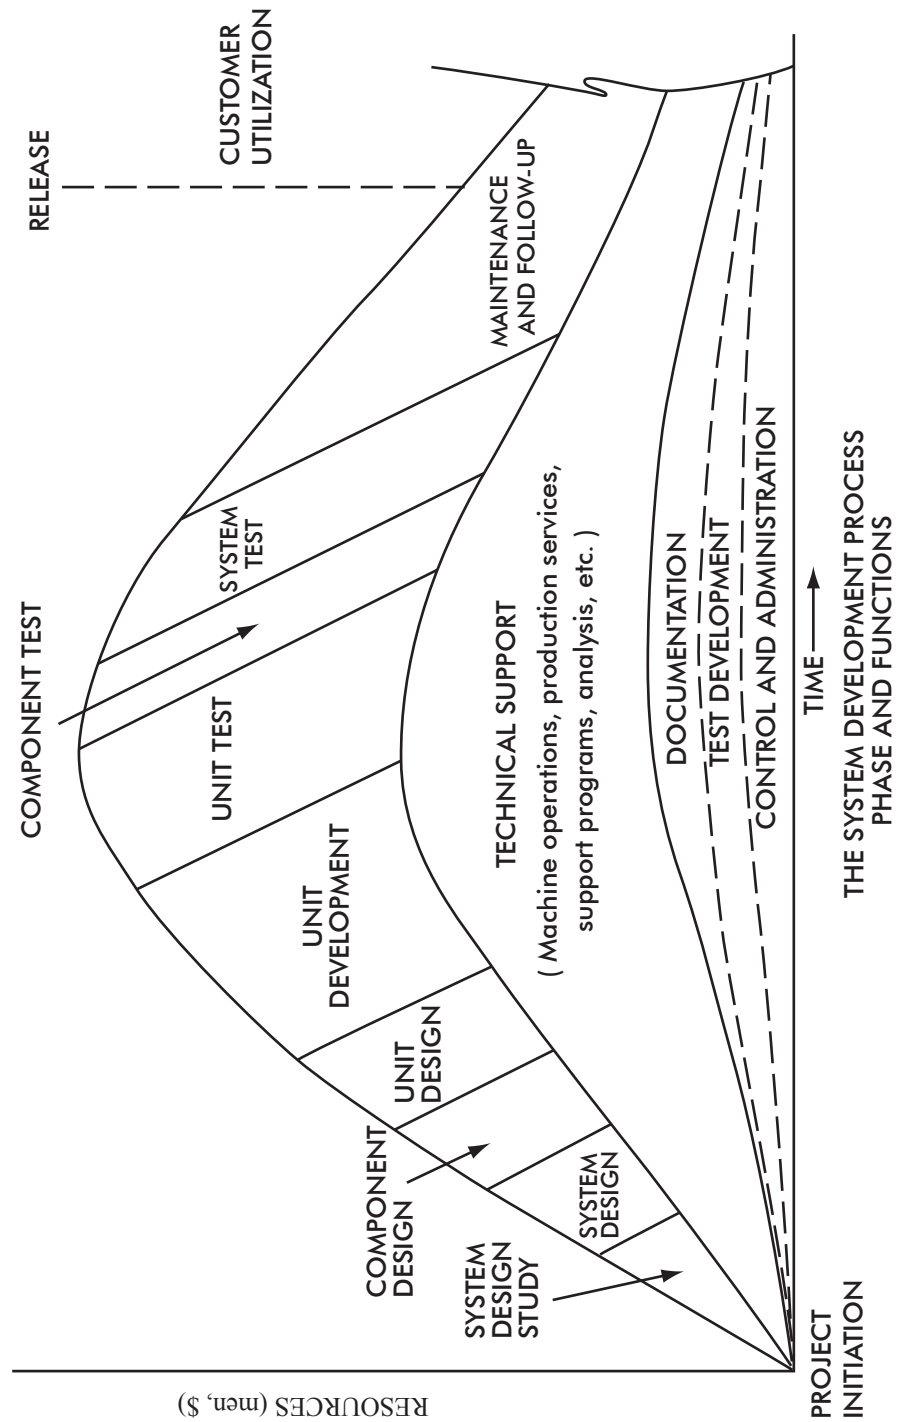 RELEASE
CUSTOMER
UTILIZATION
COMPONENT TEST
MAINTENANCE
AND FOLLOW-UP
SYSTEM
TEST
UNIT TEST
UNIT
DEVELOPMENT
UNIT
DESIGN
COMPONENT
DESIGN
SYSTEM
DESIGN
SYSTEM
DESIGN
STUDY
TECHNICAL SUPPORT
( Machine operations, production services,
support programs, analysis, etc. )
DOCUMENTATION
TEST DEVELOPMENT
CONTROL AND ADMINISTRATION
RESOURCES (men, $)
PROJECT
INITIATION
TIME
THE SYSTEM DEVELOPMENT PROCESS
PHASE AND FUNCTIONS